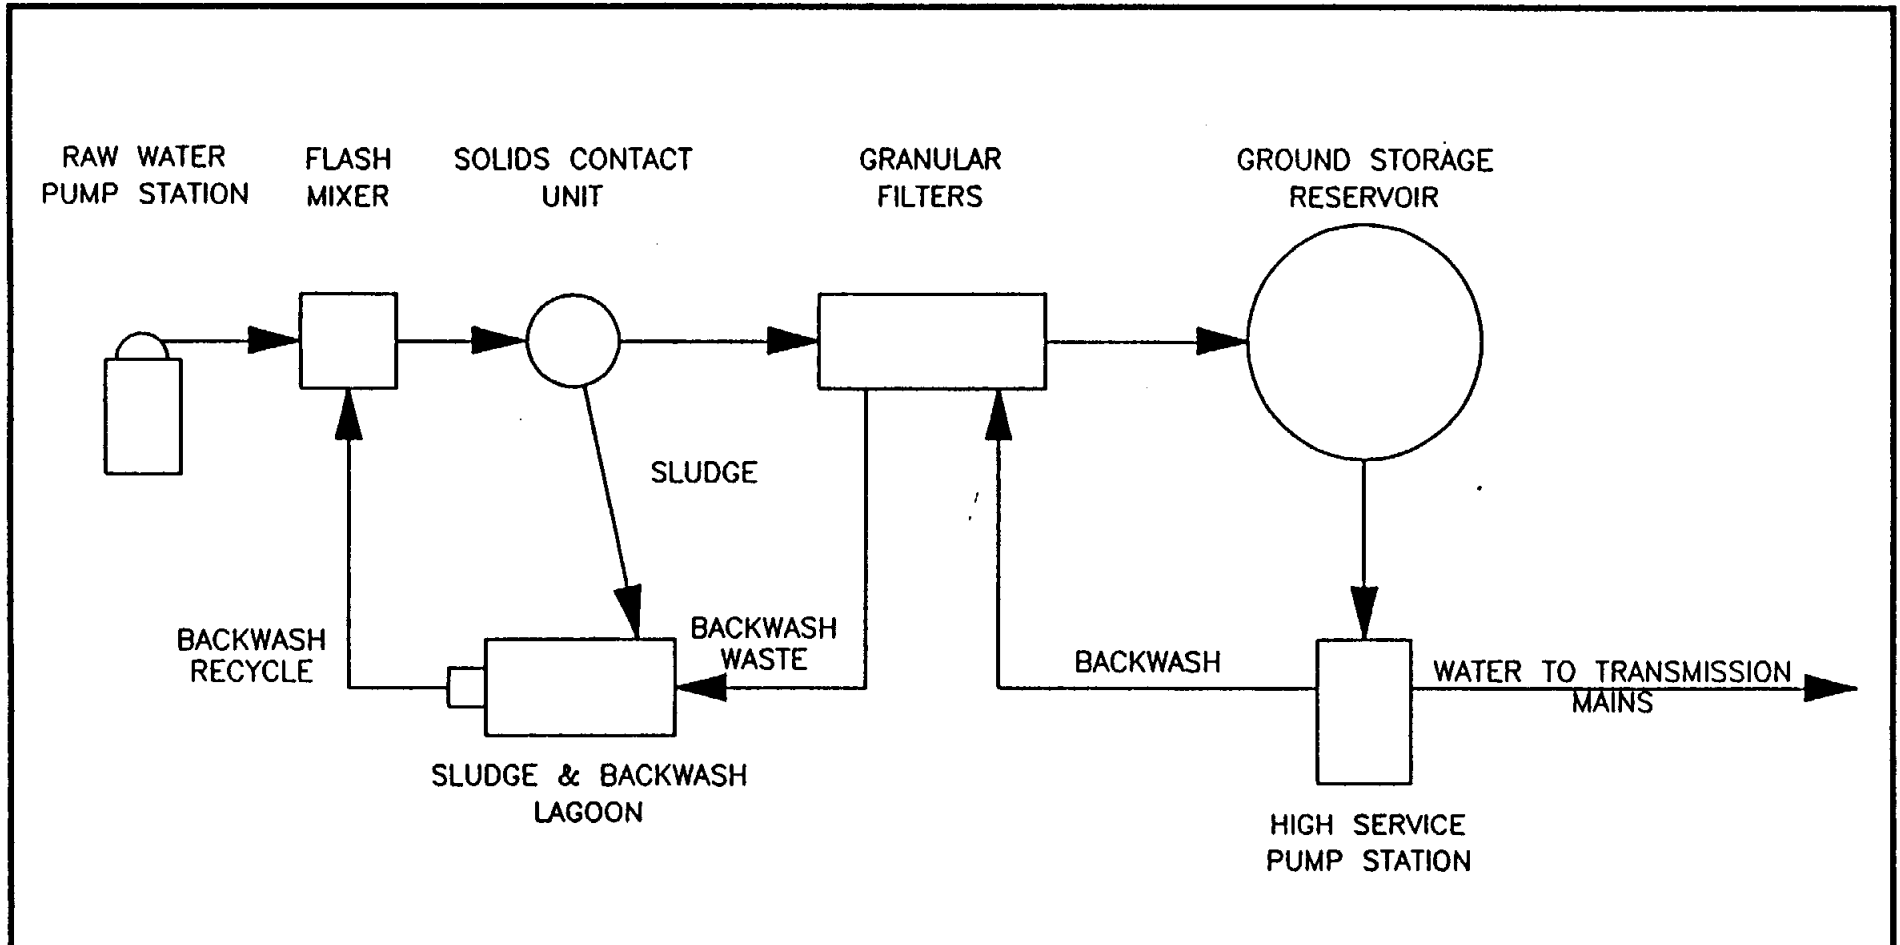 RAW WATER
PUMP STATION
FLASH
MIXER
SOLIDS CONTACT
UNIT
GRANULAR
FILTERS
GROUND STORAGE
RESERVOIR
SLUDGE
BACKWASH
RECYCLE
BACKWASH
WASTE
BACKWASH
WATER TO TRANSMISSION
MAINS
SLUDGE & BACKWASH
LAGOON
HIGH SERVICE
PUMP STATION